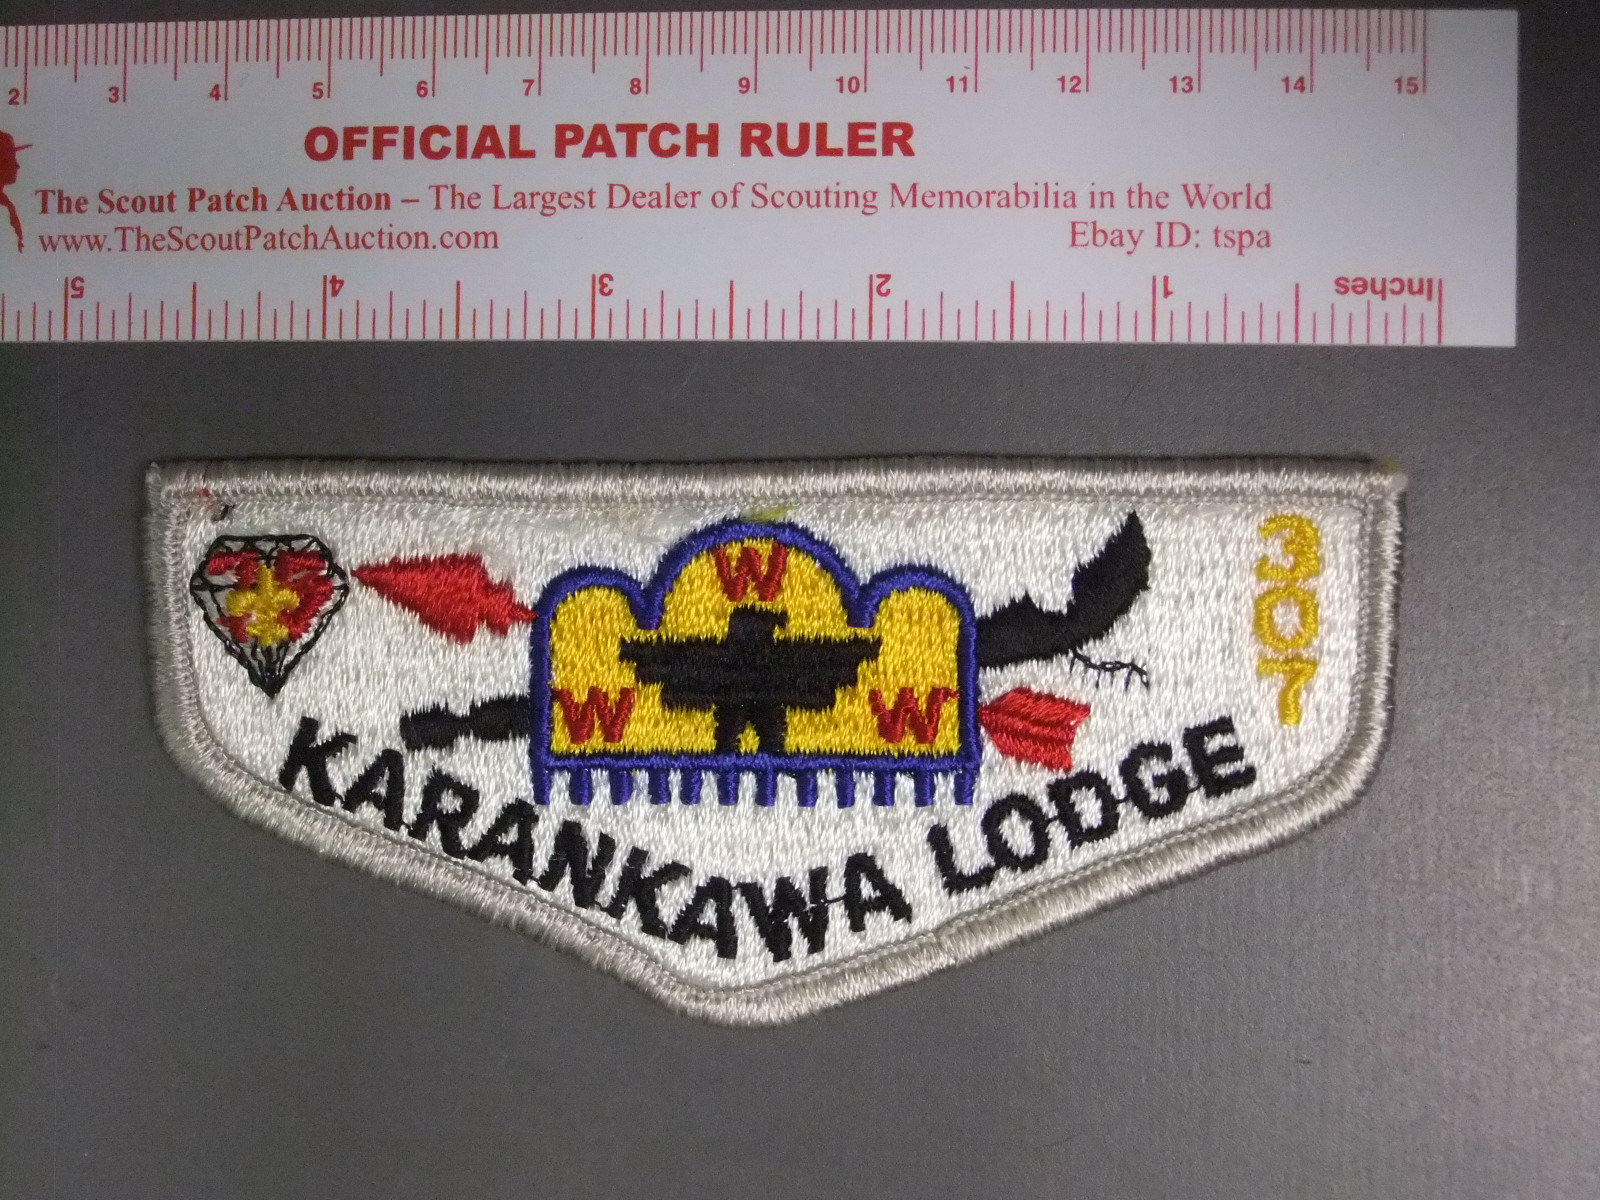 2 3 4 5 6 7 8 9 10 11 12 13 14 15
OFFICIAL PATCH RULER
The Scout Patch Auction – The Largest Dealer of Scouting Memorabilia in the World
www.TheScoutPatchAuction.com Ebay ID: tspa
5 4 3 2 1 Inches
75
W
W W
307
KARANKAWA LODGE